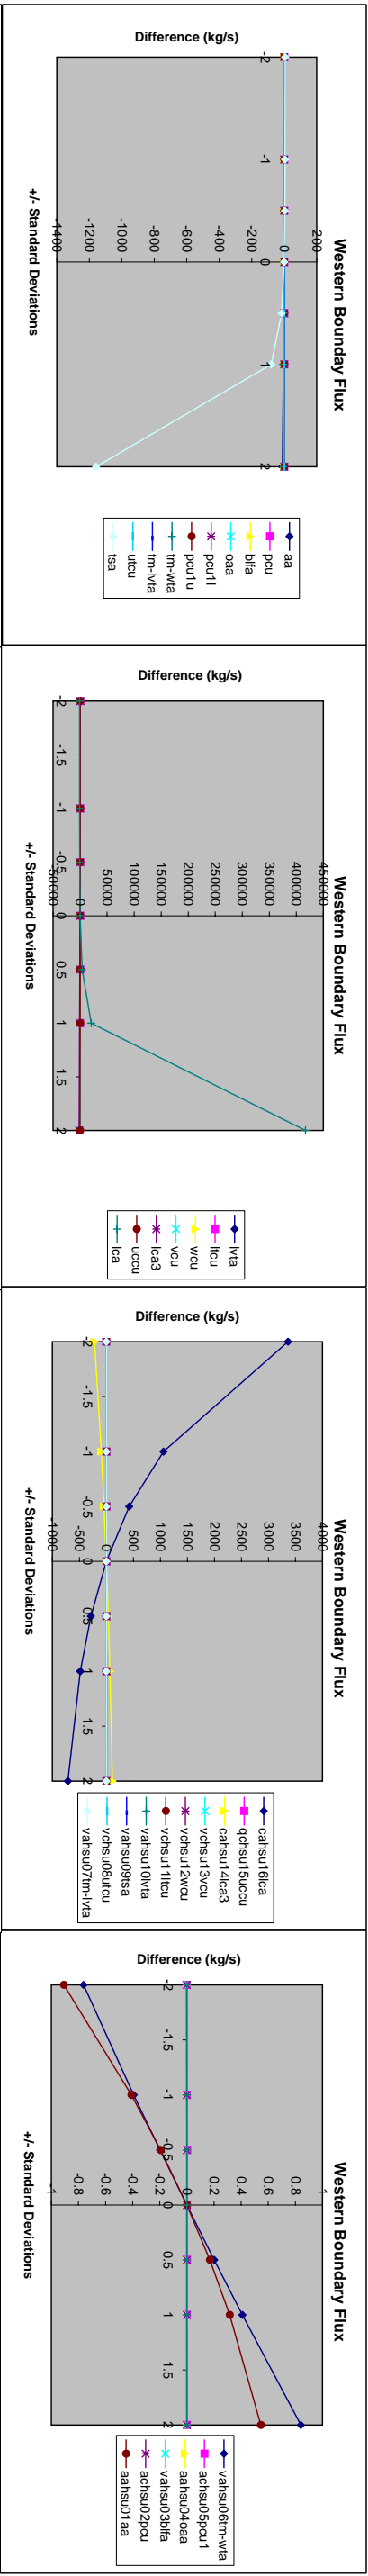 Western Bounday Flux
Difference (kg/s)
200
0
-200
-400
-600
-800
-1000
-1200
-1400
-2
-1
0
1
2
+/- Standard Deviations
aa
pcu
blfa
oaa
pcu1l
pcu1u
tm-wta
tm-lvta
utcu
tsa
Western Boundary Flux
Difference (kg/s)
450000
400000
350000
300000
250000
200000
150000
100000
50000
0
-50000
-2
-1.5
-1
-0.5
0
0.5
1
1.5
2
+/- Standard Deviations
lvta
ltcu
wcu
vcu
lca3
uccu
lca
Western Boundary Flux
Difference (kg/s)
4000
3500
3000
2500
2000
1500
1000
500
0
-500
-1000
-2
-1.5
-1
-0.5
0
0.5
1
1.5
2
+/- Standard Deviations
cahsu16lca
qchsu15uccu
cahsu14lca3
vchsu13vcu
vchsu12wcu
vchsu11ltcu
vahsu10lvta
vahsu09tsa
vchsu08utcu
vahsu07tm-lvta
Western Boundary Flux
Difference (kg/s)
1
0.8
0.6
0.4
0.2
0
-0.2
-0.4
-0.6
-0.8
-1
-2
-1.5
-1
-0.5
0
0.5
1
1.5
2
+/- Standard Deviations
vahsu06tm-wta
achsu05pcu1
aahsu04oaa
vahsu03blfa
achsu02pcu
aahsu01aa